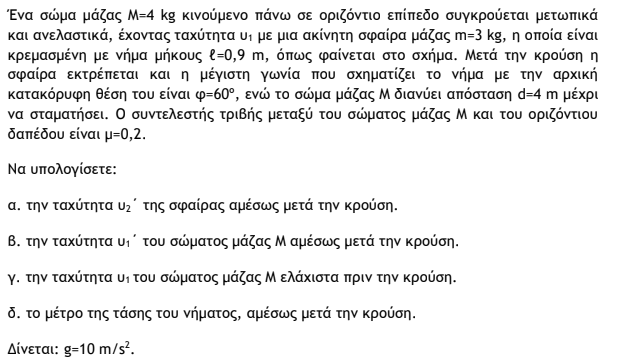 Ένα σώμα μάζας Μ=4 kg κινούμενο πάνω σε οριζόντιο επίπεδο συγκρούεται μετωπικά
και ανελαστικά, έχοντας ταχύτητα υ₁ με μια ακίνητη σφαίρα μάζας m=3 kg, η οποία είναι
κρεμασμένη με νήμα μήκους ℓ=0,9 m, όπως φαίνεται στο σχήμα. Μετά την κρούση η
σφαίρα εκτρέπεται και η μέγιστη γωνία που σχηματίζει το νήμα με την αρχική
κατακόρυφη θέση του είναι φ=60°, ενώ το σώμα μάζας Μ διανύει απόσταση d=4 m μέχρι
να σταματήσει. Ο συντελεστής τριβής μεταξύ του σώματος μάζας Μ και του οριζόντιου
δαπέδου είναι μ=0,2.
Να υπολογίσετε:
α. την ταχύτητα υ₂΄ της σφαίρας αμέσως μετά την κρούση.
β. την ταχύτητα υ₁΄ του σώματος μάζας Μ αμέσως μετά την κρούση.
γ. την ταχύτητα υ₁ του σώματος μάζας Μ ελάχιστα πριν την κρούση.
δ. το μέτρο της τάσης του νήματος, αμέσως μετά την κρούση.
Δίνεται: g=10 m/s².